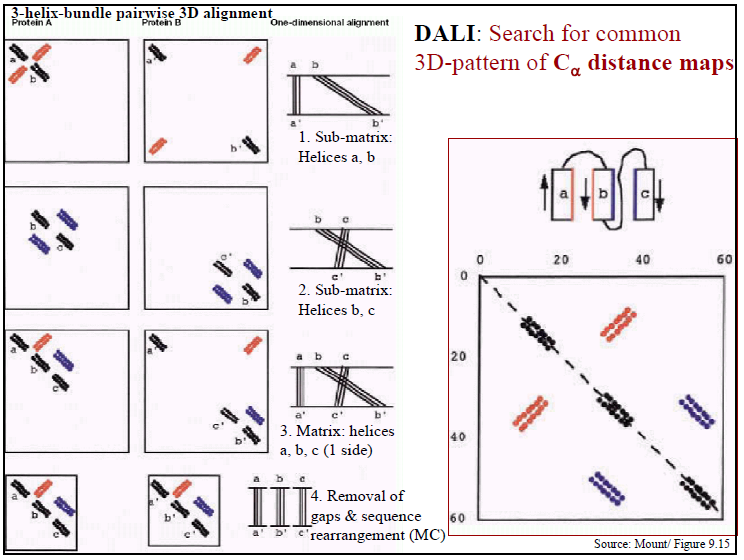 3-helix-bundle pairwise 3D alignment
Protein A
Protein B
One-dimensional alignment
a
b
a'
b'
a b
a' b'
1. Sub-matrix:
Helices a, b
b
c
c'
b'
b c
c' b'
2. Sub-matrix:
Helices b, c
a
b
c
a'
c'
b'
a b c
a' c' b'
3. Matrix: helices
a, b, c (1 side)
a
b
c
a'
b'
c'
a b c
4. Removal of
gaps & sequence
rearrangement (MC)
DALI: Search for common
3D-pattern of Cα distance maps
a b c
0 20 40 60
0
20
40
60
Source: Mount/ Figure 9.15